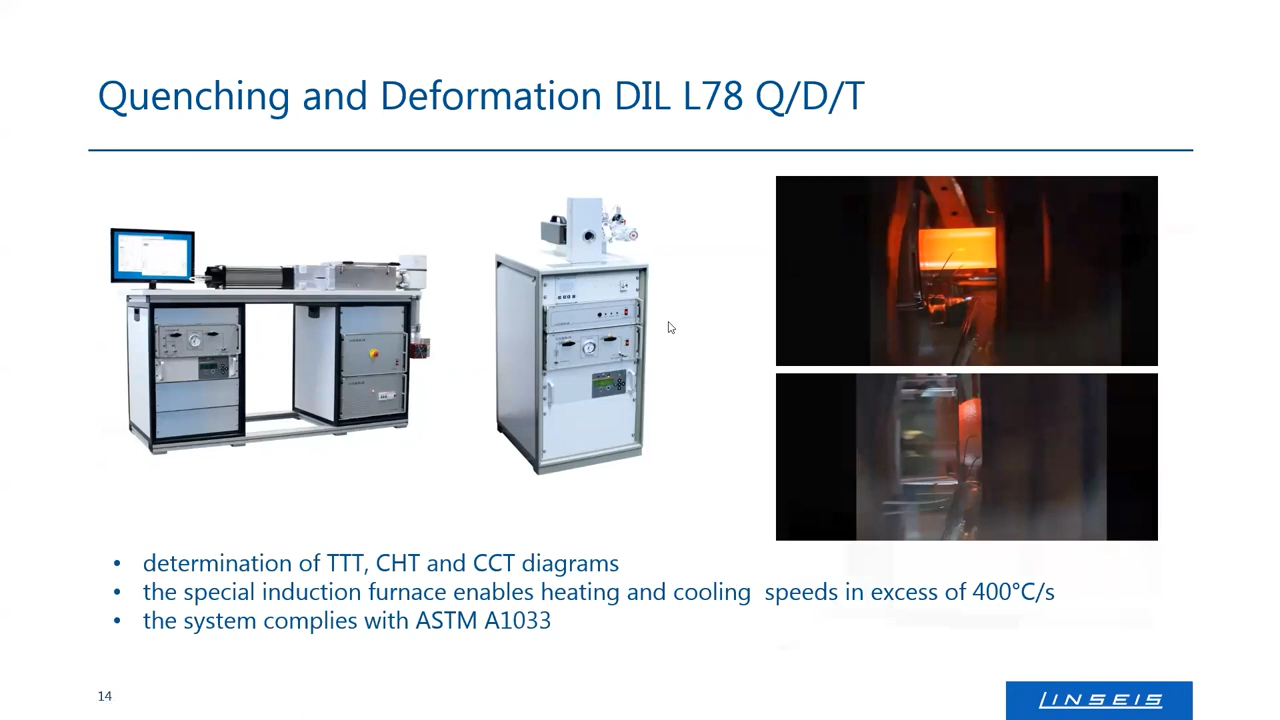 Quenching and Deformation DIL L78 Q/D/T
• determination of TTT, CHT and CCT diagrams
• the special induction furnace enables heating and cooling  speeds in excess of 400°C/s
• the system complies with ASTM A1033
14
LINSEIS